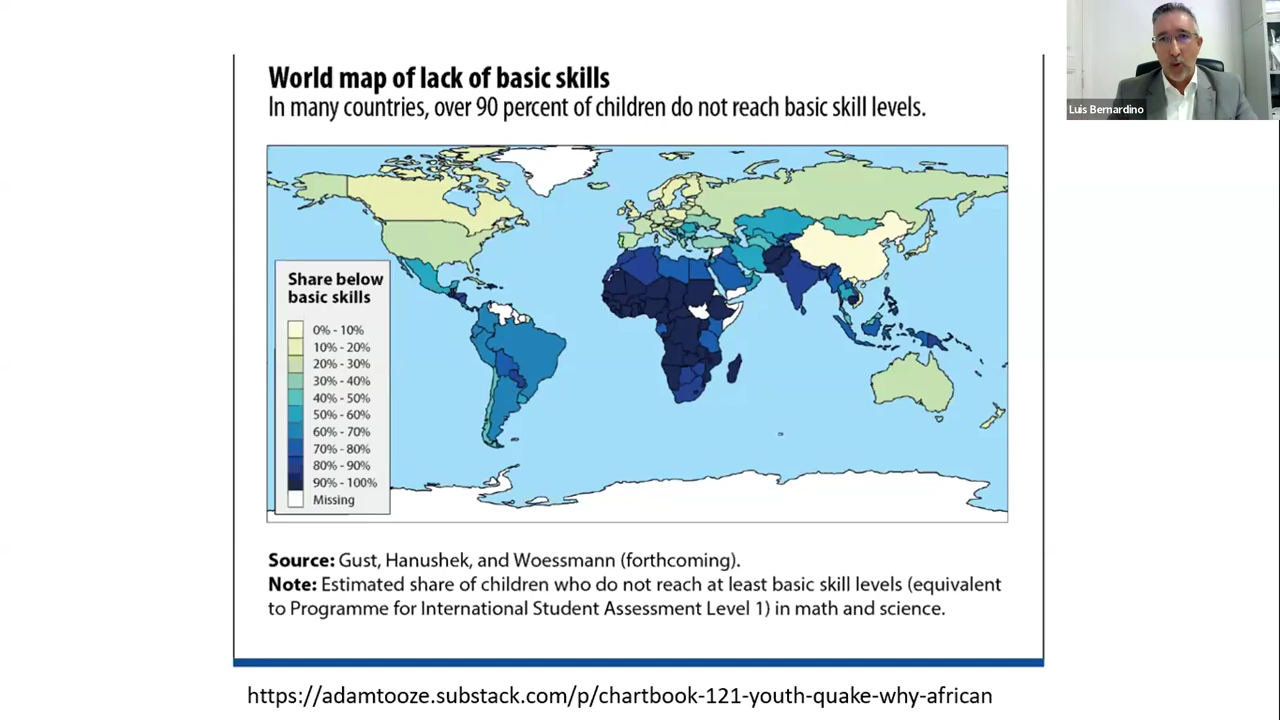 World map of lack of basic skills
In many countries, over 90 percent of children do not reach basic skill levels.
Luis Bernardino
Share below
basic skills
0% - 10%
10% - 20%
20% - 30%
30% - 40%
40% - 50%
50% - 60%
60% - 70%
70% - 80%
80% - 90%
90% - 100%
Missing
Source: Gust, Hanushek, and Woessmann (forthcoming).
Note: Estimated share of children who do not reach at least basic skill levels (equivalent
to Programme for International Student Assessment Level 1) in math and science.
https://adamtooze.substack.com/p/chartbook-121-youth-quake-why-african